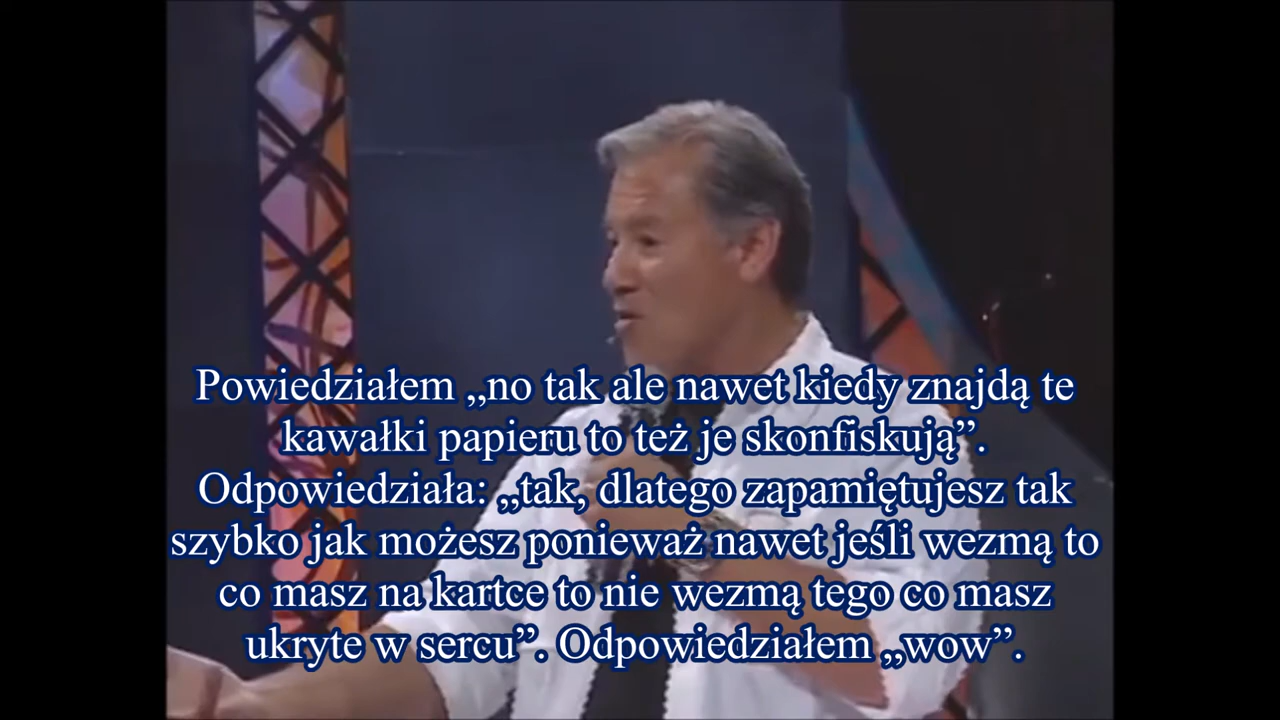 Powiedziałem „no tak ale nawet kiedy znajdą te
kawałki papieru to też je skonfiskują”.
Odpowiedziała: „tak, dlatego zapamiętujesz tak
szybko jak możesz ponieważ nawet jeśli wezmą to
co masz na kartce to nie wezmą tego co masz
ukryte w sercu”. Odpowiedziałem „wow”.